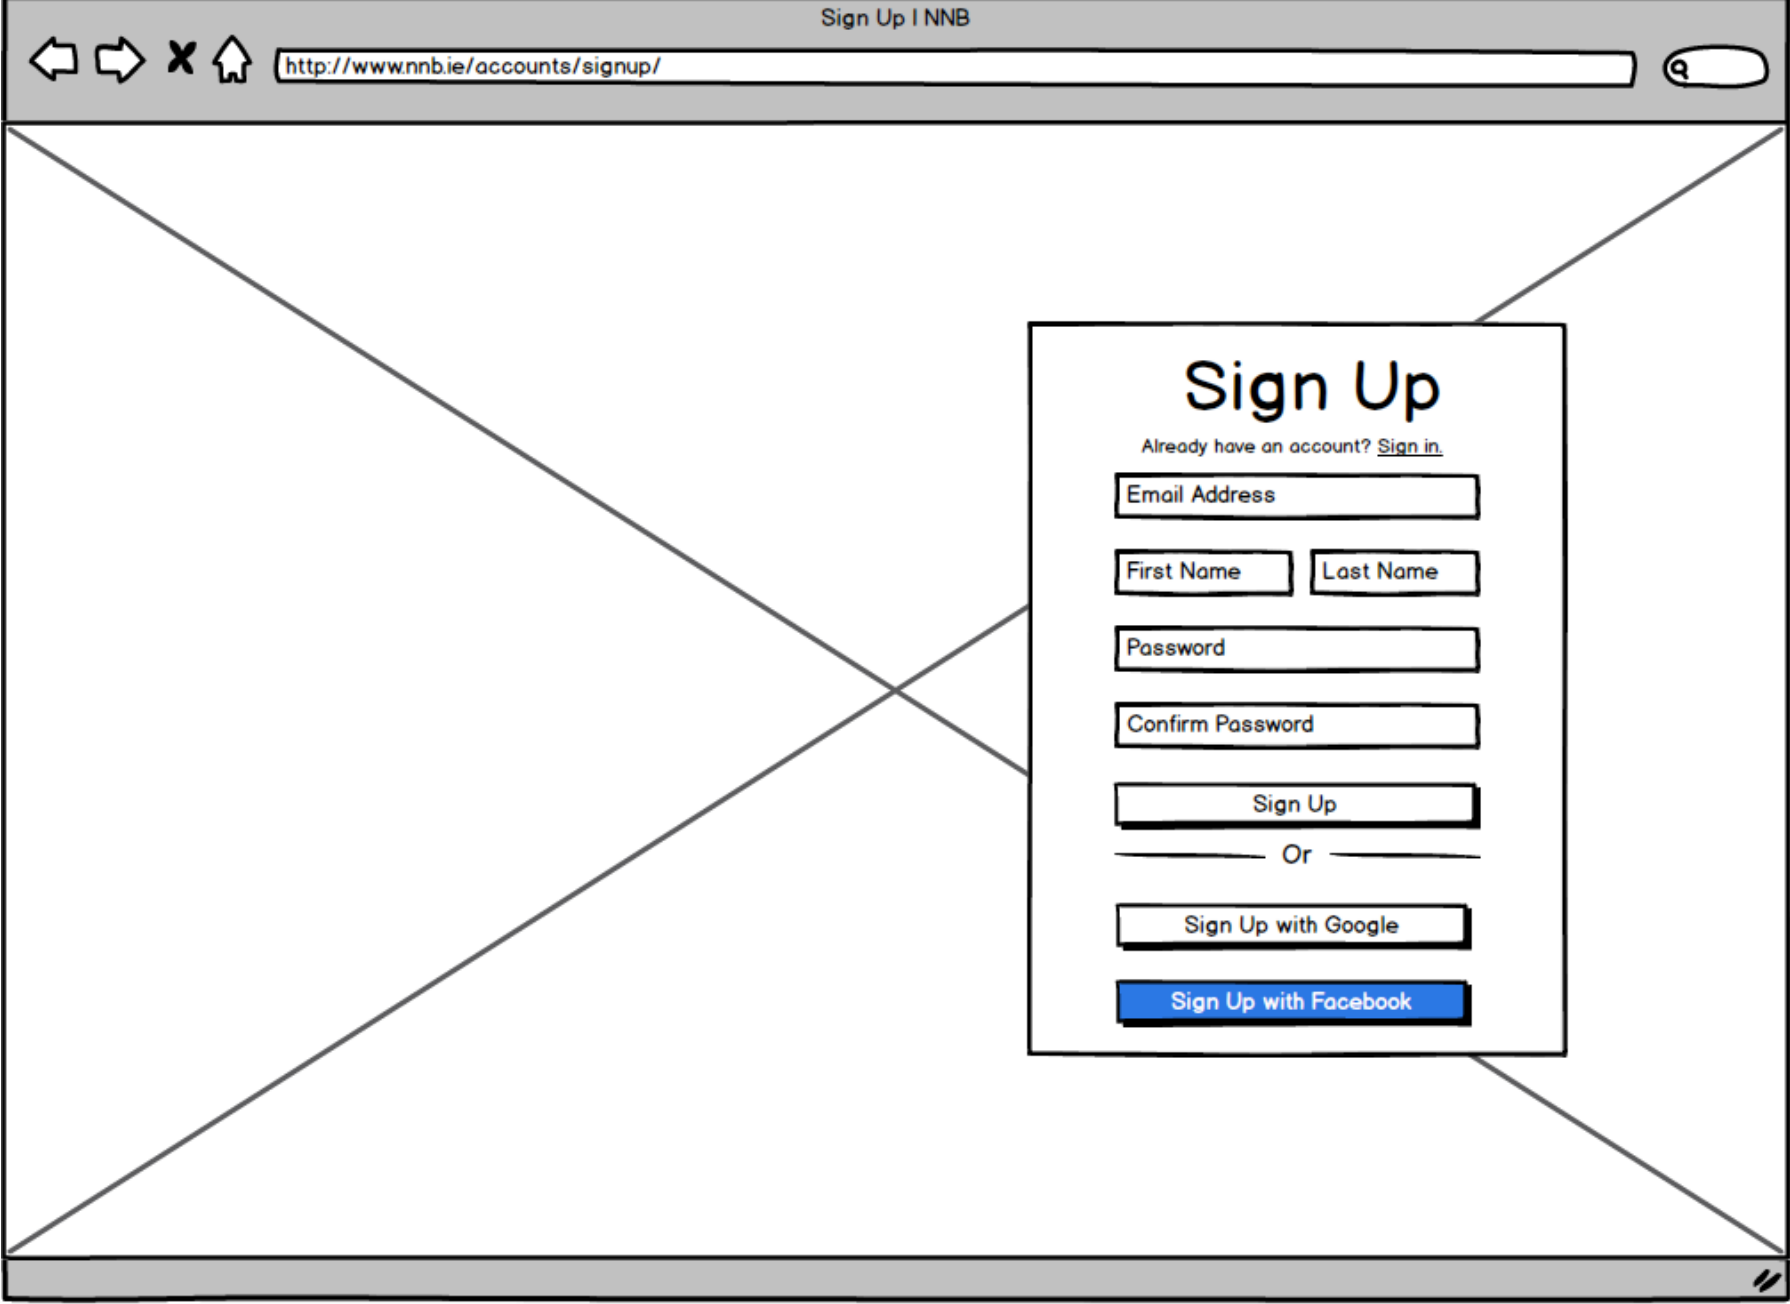 Sign Up | NNB
http://www.nnb.ie/accounts/signup/
Sign Up
Already have an account? Sign in.
Email Address
First Name Last Name
Password
Confirm Password
Sign Up
Or
Sign Up with Google
Sign Up with Facebook